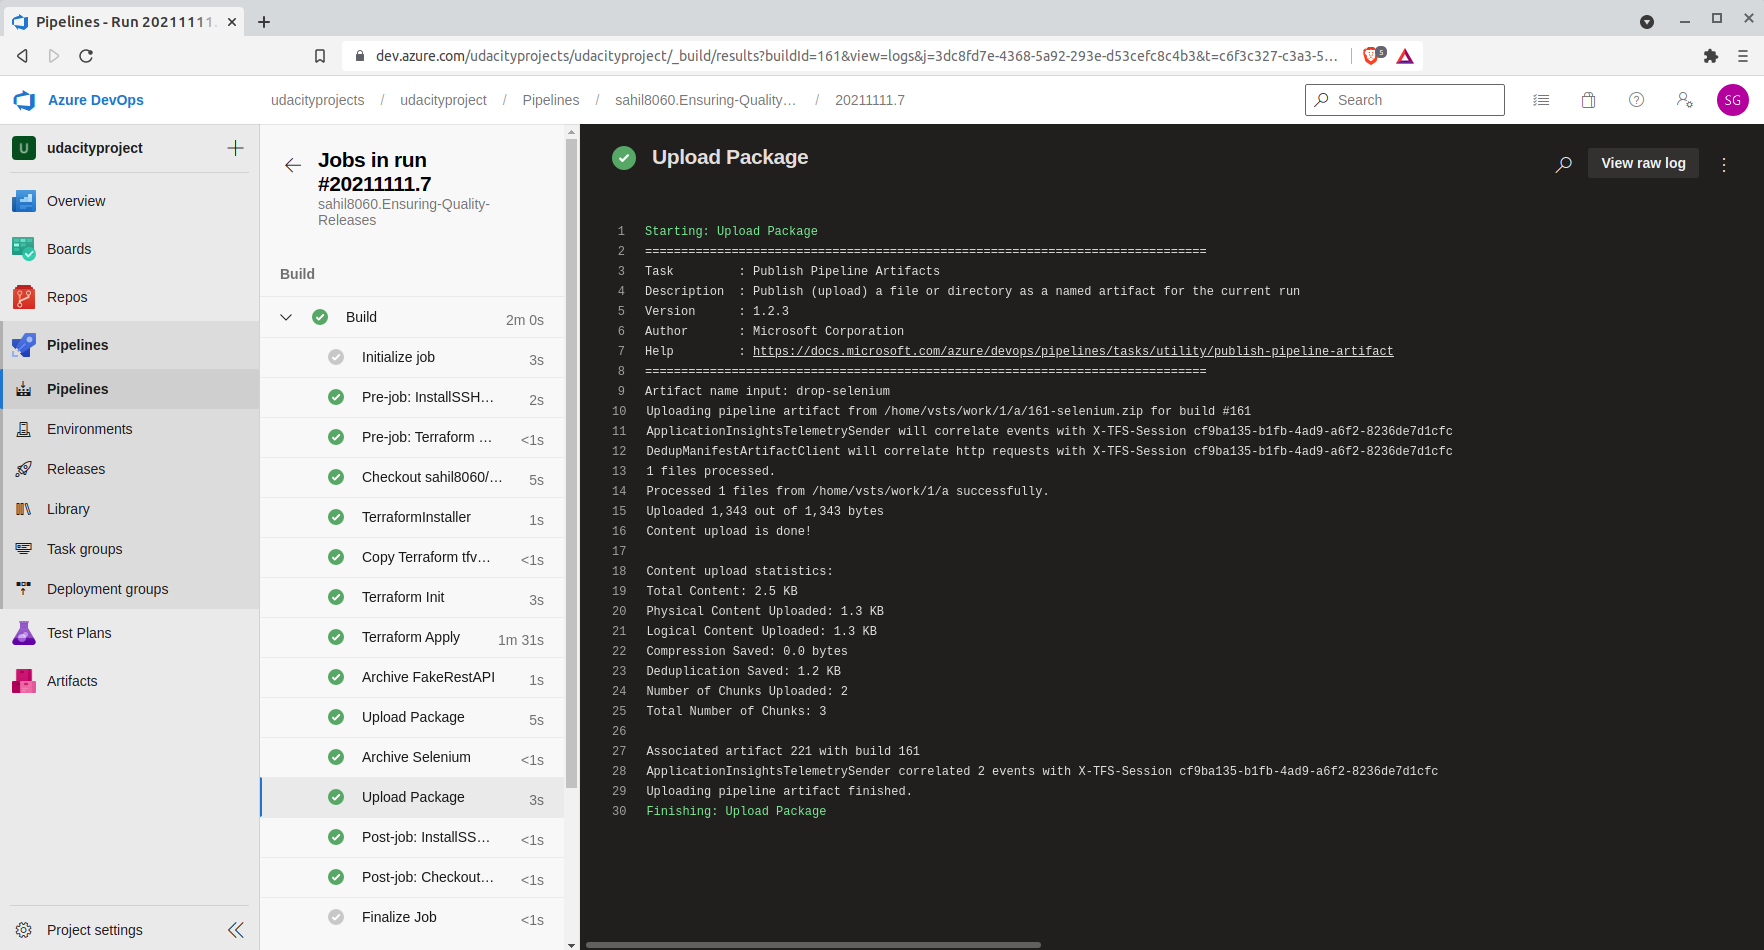 Pipelines - Run 20211111.
dev.azure.com/udacityprojects/udacityproject/_build/results?buildId=161&view=logs&j=3dc8fd7e-4368-5a92-293e-d53cefc8c4b3&t=c6f3c327-c3a3-5...
5
Azure DevOps
udacityprojects / udacityproject / Pipelines / sahil8060.Ensuring-Quality... / 20211111.7
Search
SG
U udacityproject
Overview
Boards
Repos
Pipelines
Pipelines
Environments
Releases
Library
Task groups
Deployment groups
Test Plans
Artifacts
Project settings
Jobs in run
#20211111.7
sahil8060.Ensuring-Quality-
Releases
Build
Build 2m 0s
Initialize job 3s
Pre-job: InstallSSH... 2s
Pre-job: Terraform ... <1s
Checkout sahil8060/... 5s
TerraformInstaller 1s
Copy Terraform tfv... <1s
Terraform Init 3s
Terraform Apply 1m 31s
Archive FakeRestAPI 1s
Upload Package 5s
Archive Selenium <1s
Upload Package 3s
Post-job: InstallSS... <1s
Post-job: Checkout... <1s
Finalize Job <1s
Upload Package
View raw log
1 Starting: Upload Package
2 ==============================================================================
3 Task         : Publish Pipeline Artifacts
4 Description  : Publish (upload) a file or directory as a named artifact for the current run
5 Version      : 1.2.3
6 Author       : Microsoft Corporation
7 Help         : https://docs.microsoft.com/azure/devops/pipelines/tasks/utility/publish-pipeline-artifact
8 ==============================================================================
9 Artifact name input: drop-selenium
10 Uploading pipeline artifact from /home/vsts/work/1/a/161-selenium.zip for build #161
11 ApplicationInsightsTelemetrySender will correlate events with X-TFS-Session cf9ba135-b1fb-4ad9-a6f2-8236de7d1cfc
12 DedupManifestArtifactClient will correlate http requests with X-TFS-Session cf9ba135-b1fb-4ad9-a6f2-8236de7d1cfc
13 1 files processed.
14 Processed 1 files from /home/vsts/work/1/a successfully.
15 Uploaded 1,343 out of 1,343 bytes
16 Content upload is done!
17
18 Content upload statistics:
19 Total Content: 2.5 KB
20 Physical Content Uploaded: 1.3 KB
21 Logical Content Uploaded: 1.3 KB
22 Compression Saved: 0.0 bytes
23 Deduplication Saved: 1.2 KB
24 Number of Chunks Uploaded: 2
25 Total Number of Chunks: 3
26
27 Associated artifact 221 with build 161
28 ApplicationInsightsTelemetrySender correlated 2 events with X-TFS-Session cf9ba135-b1fb-4ad9-a6f2-8236de7d1cfc
29 Uploading pipeline artifact finished.
30 Finishing: Upload Package